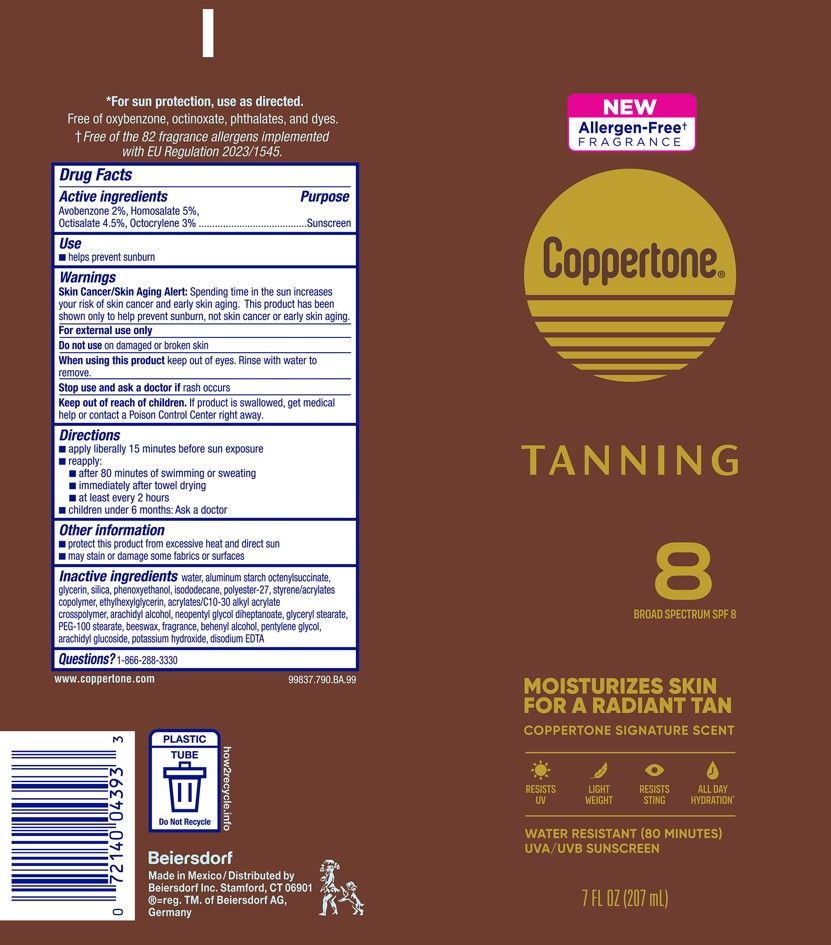 *For sun protection, use as directed.
Free of oxybenzone, octinoxate, phthalates, and dyes.
† Free of the 82 fragrance allergens implemented
with EU Regulation 2023/1545.
Drug Facts
Active ingredients Purpose
Avobenzone 2%, Homosalate 5%,
Octisalate 4.5%, Octocrylene 3% ........................................Sunscreen
Use
■ helps prevent sunburn
Warnings
Skin Cancer/Skin Aging Alert: Spending time in the sun increases
your risk of skin cancer and early skin aging. This product has been
shown only to help prevent sunburn, not skin cancer or early skin aging.
For external use only
Do not use on damaged or broken skin
When using this product keep out of eyes. Rinse with water to
remove.
Stop use and ask a doctor if rash occurs
Keep out of reach of children. If product is swallowed, get medical
help or contact a Poison Control Center right away.
Directions
■ apply liberally 15 minutes before sun exposure
■ reapply:
■ after 80 minutes of swimming or sweating
■ immediately after towel drying
■ at least every 2 hours
■ children under 6 months: Ask a doctor
Other information
■ protect this product from excessive heat and direct sun
■ may stain or damage some fabrics or surfaces
Inactive ingredients water, aluminum starch octenylsuccinate,
glycerin, silica, phenoxyethanol, isododecane, polyester-27, styrene/acrylates
copolymer, ethylhexylglycerin, acrylates/C10-30 alkyl acrylate
crosspolymer, arachidyl alcohol, neopentyl glycol diheptanoate, glyceryl stearate,
PEG-100 stearate, beeswax, fragrance, behenyl alcohol, pentylene glycol,
arachidyl glucoside, potassium hydroxide, disodium EDTA
Questions? 1-866-288-3330
www.coppertone.com 99837.790.BA.99
0 72140 04393 3
PLASTIC
TUBE
Do Not Recycle
how2recycle.info
Beiersdorf
Made in Mexico / Distributed by
Beiersdorf Inc. Stamford, CT 06901
®=reg. TM. of Beiersdorf AG,
Germany
NEW
Allergen-Free†
FRAGRANCE
Coppertone®
TANNING
8
BROAD SPECTRUM SPF 8
MOISTURIZES SKIN
FOR A RADIANT TAN
COPPERTONE SIGNATURE SCENT
RESISTS
UV
LIGHT
WEIGHT
RESISTS
STING
ALL DAY
HYDRATION*
WATER RESISTANT (80 MINUTES)
UVA/UVB SUNSCREEN
7 FL OZ (207 mL)